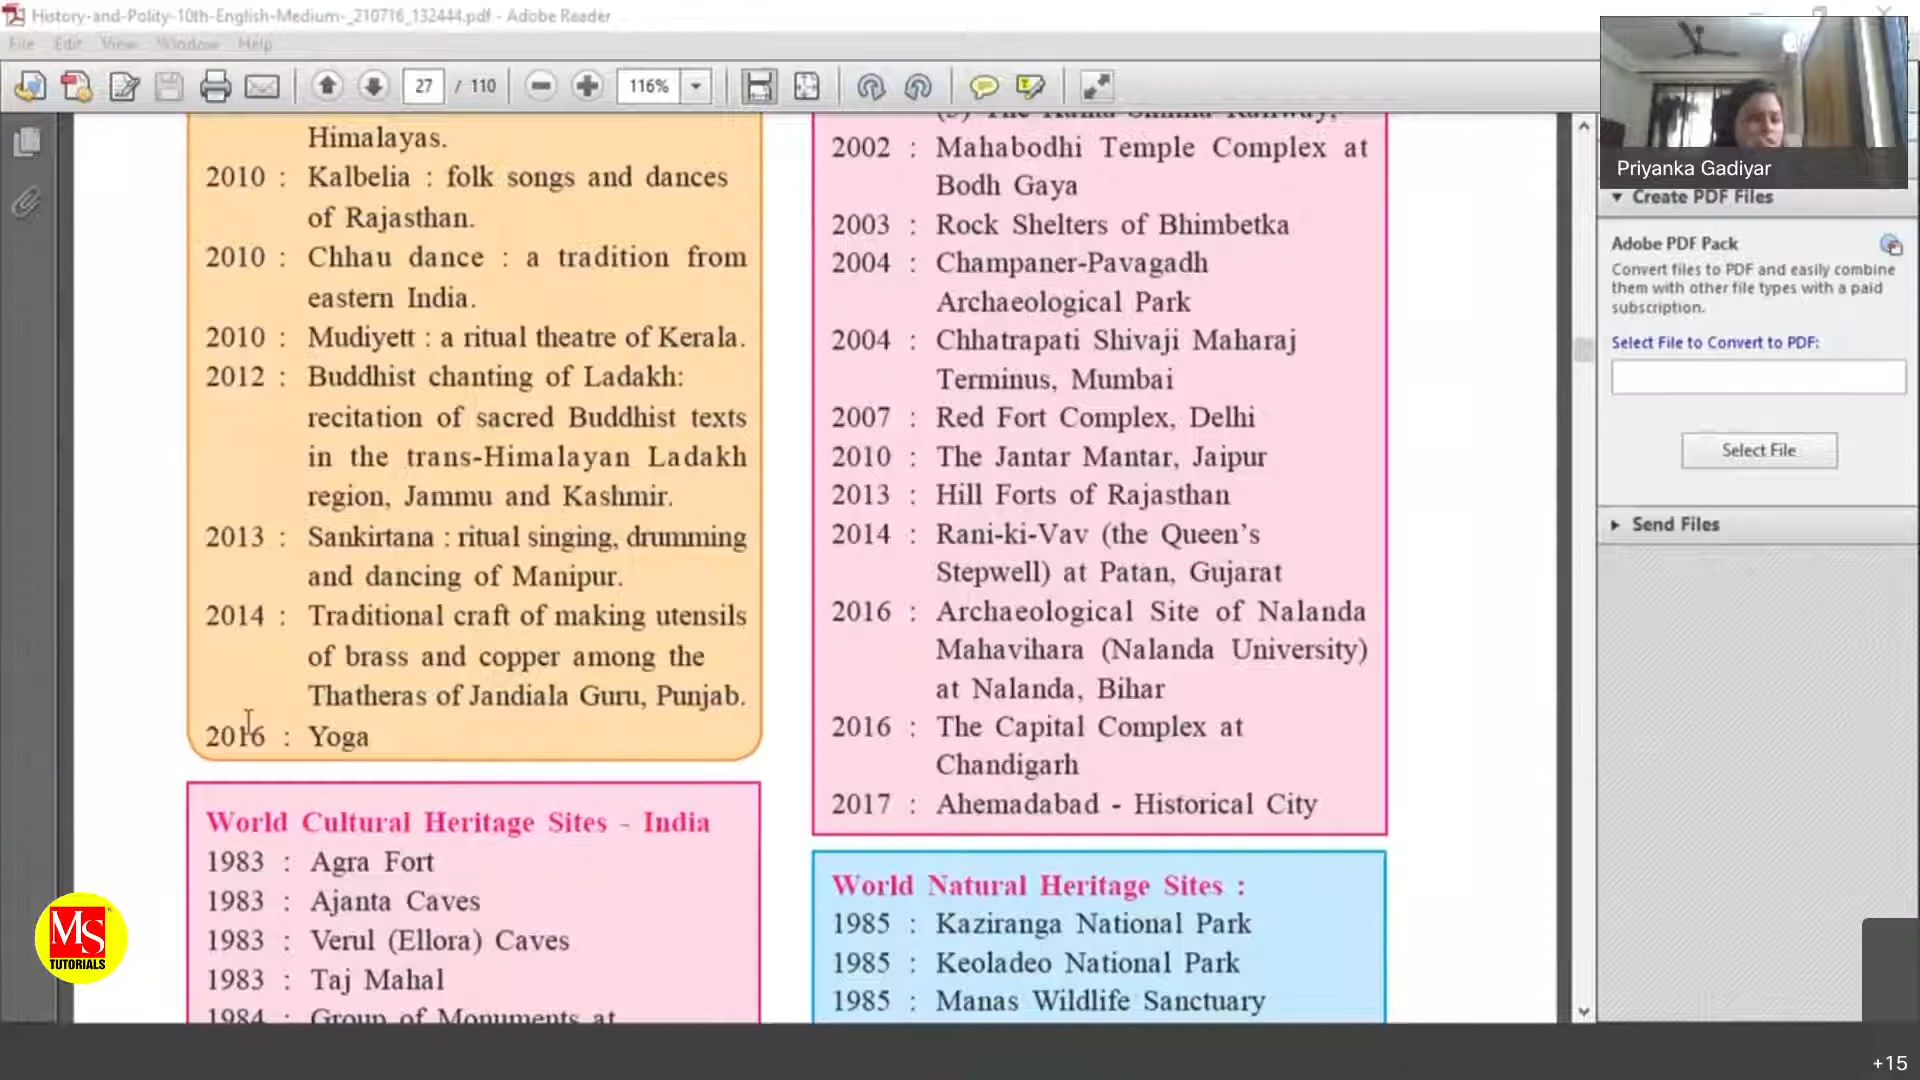 History-and-Polity-10th-English-Medium-_210716_132444.pdf - Adobe Reader
File Edit View Window Help
27 / 110
116%
Himalayas.
2010 : Kalbelia : folk songs and dances
of Rajasthan.
2010 : Chhau dance : a tradition from
eastern India.
2010 : Mudiyett : a ritual theatre of Kerala.
2012 : Buddhist chanting of Ladakh:
recitation of sacred Buddhist texts
in the trans-Himalayan Ladakh
region, Jammu and Kashmir.
2013 : Sankirtana : ritual singing, drumming
and dancing of Manipur.
2014 : Traditional craft of making utensils
of brass and copper among the
Thatheras of Jandiala Guru, Punjab.
2016 : Yoga
World Cultural Heritage Sites - India
1983 : Agra Fort
1983 : Ajanta Caves
1983 : Verul (Ellora) Caves
1983 : Taj Mahal
1984 : Group of Monuments at
2002 : Mahabodhi Temple Complex at
Bodh Gaya
2003 : Rock Shelters of Bhimbetka
2004 : Champaner-Pavagadh
Archaeological Park
2004 : Chhatrapati Shivaji Maharaj
Terminus, Mumbai
2007 : Red Fort Complex, Delhi
2010 : The Jantar Mantar, Jaipur
2013 : Hill Forts of Rajasthan
2014 : Rani-ki-Vav (the Queen's
Stepwell) at Patan, Gujarat
2016 : Archaeological Site of Nalanda
Mahavihara (Nalanda University)
at Nalanda, Bihar
2016 : The Capital Complex at
Chandigarh
2017 : Ahemadabad - Historical City
World Natural Heritage Sites :
1985 : Kaziranga National Park
1985 : Keoladeo National Park
1985 : Manas Wildlife Sanctuary
Priyanka Gadiyar
Create PDF Files
Adobe PDF Pack
Convert files to PDF and easily combine
them with other file types with a paid
subscription.
Select File to Convert to PDF:
Select File
Send Files
MS
TUTORIALS
+15